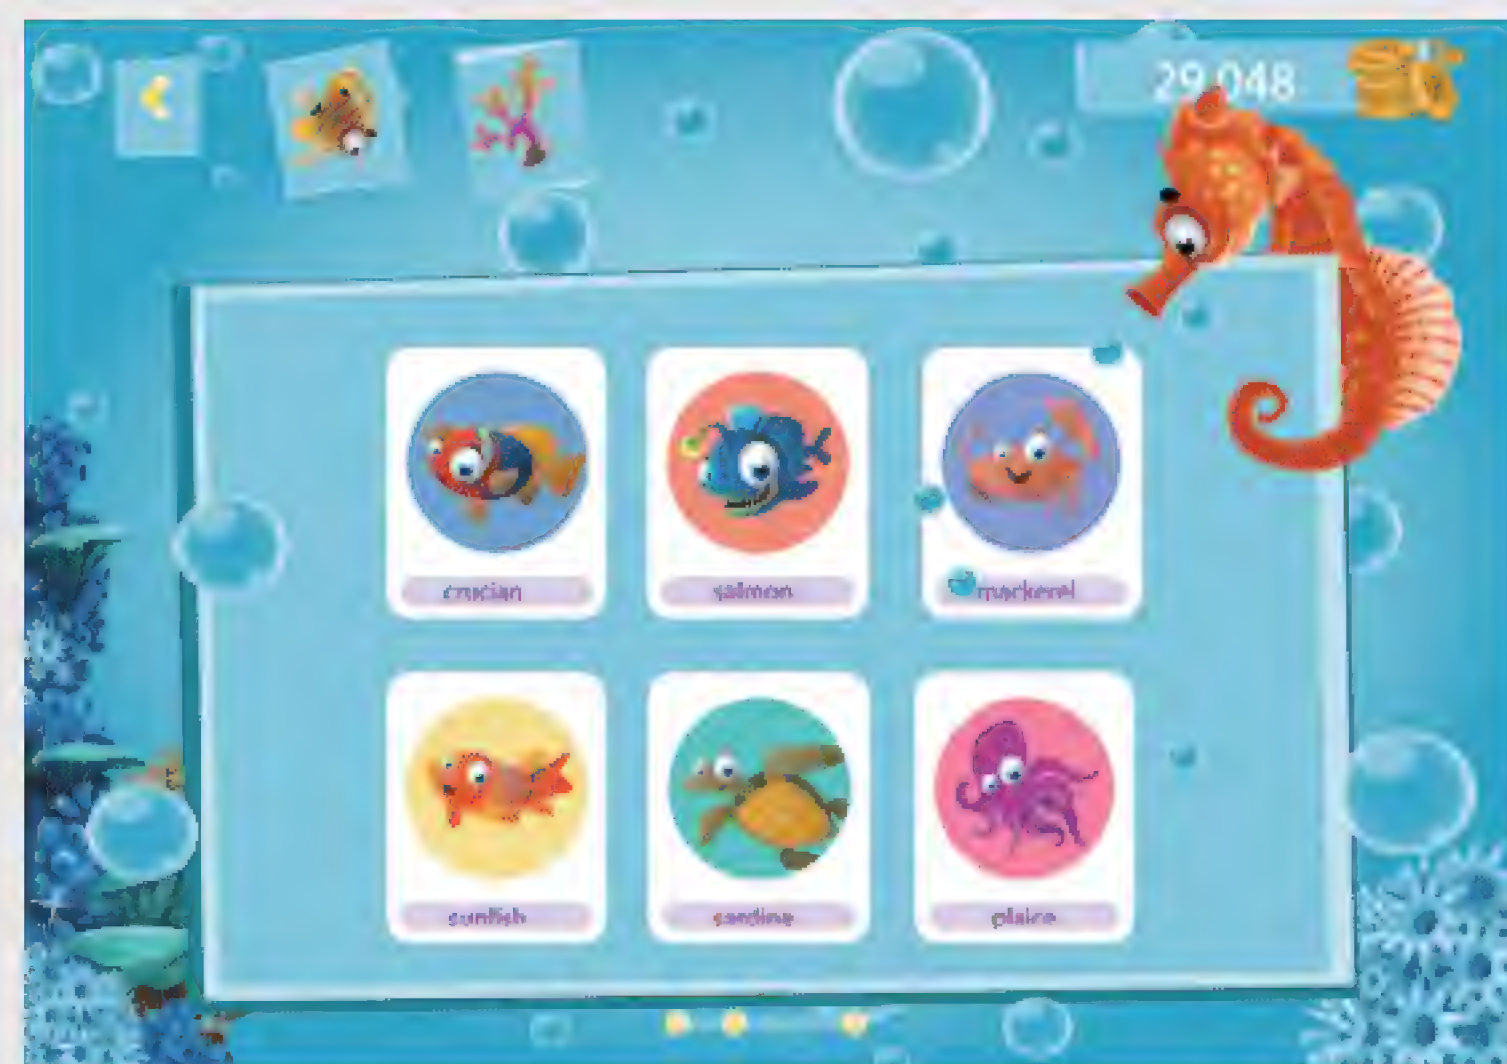 29 048
crucian
salmon
mackerel
sunfish
sardine
plaice